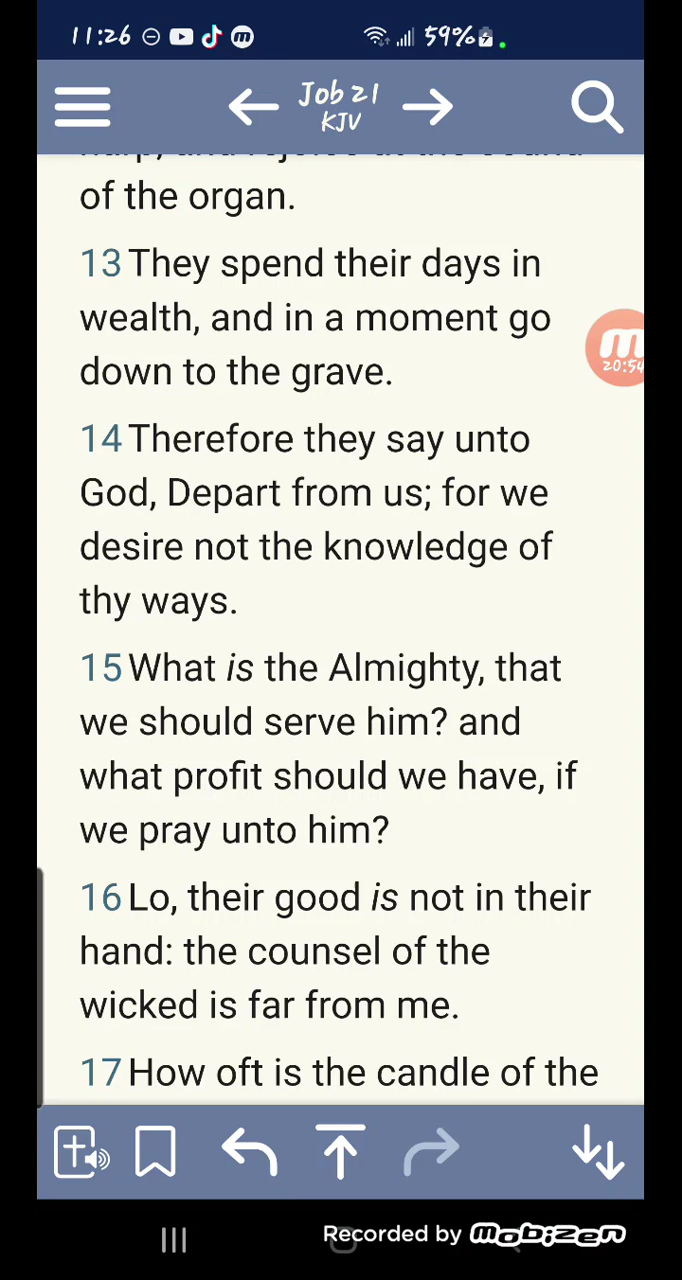 11:26 59%
Job 21
KJV
20:54
of the organ.
13 They spend their days in
wealth, and in a moment go
down to the grave.
14 Therefore they say unto
God, Depart from us; for we
desire not the knowledge of
thy ways.
15 What is the Almighty, that
we should serve him? and
what profit should we have, if
we pray unto him?
16 Lo, their good is not in their
hand: the counsel of the
wicked is far from me.
17 How oft is the candle of the
Recorded by Mobizen